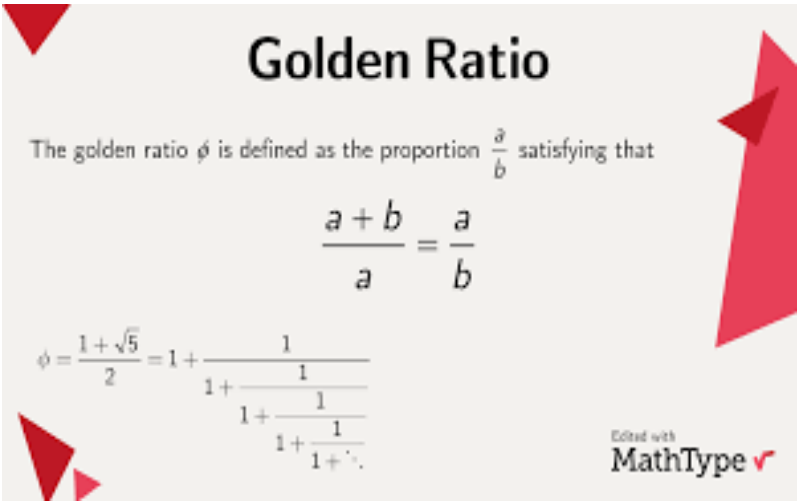 Golden Ratio
The golden ratio ϕ is defined as the proportion a/b satisfying that
(a + b)/a = a/b
ϕ = (1 + √5)/2 = 1 + 1/(1 + 1/(1 + 1/(1 + 1/(1 + ⋱))))
Edited with
MathType